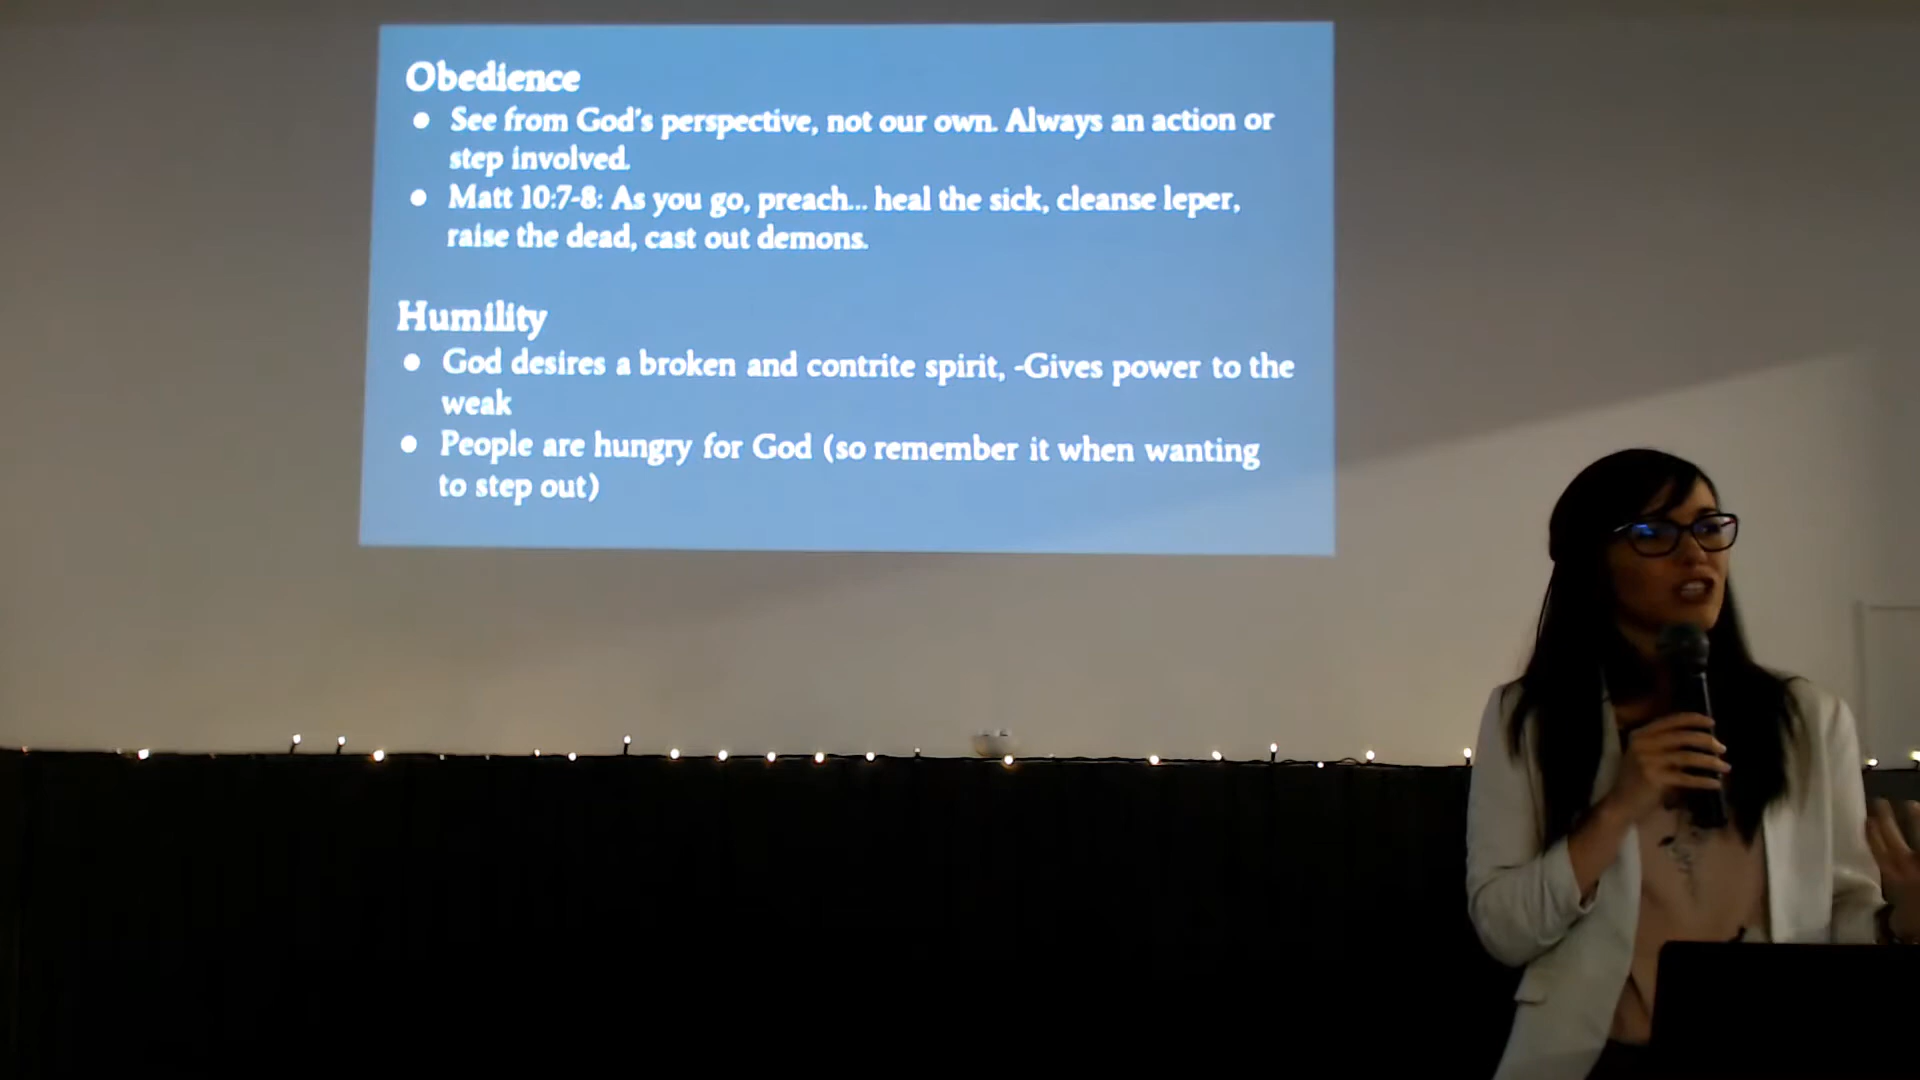 Obedience
● See from God's perspective, not our own. Always an action or
step involved.
● Matt 10:7-8: As you go, preach... heal the sick, cleanse leper,
raise the dead, cast out demons.
Humility
● God desires a broken and contrite spirit, -Gives power to the
weak
● People are hungry for God (so remember it when wanting
to step out)